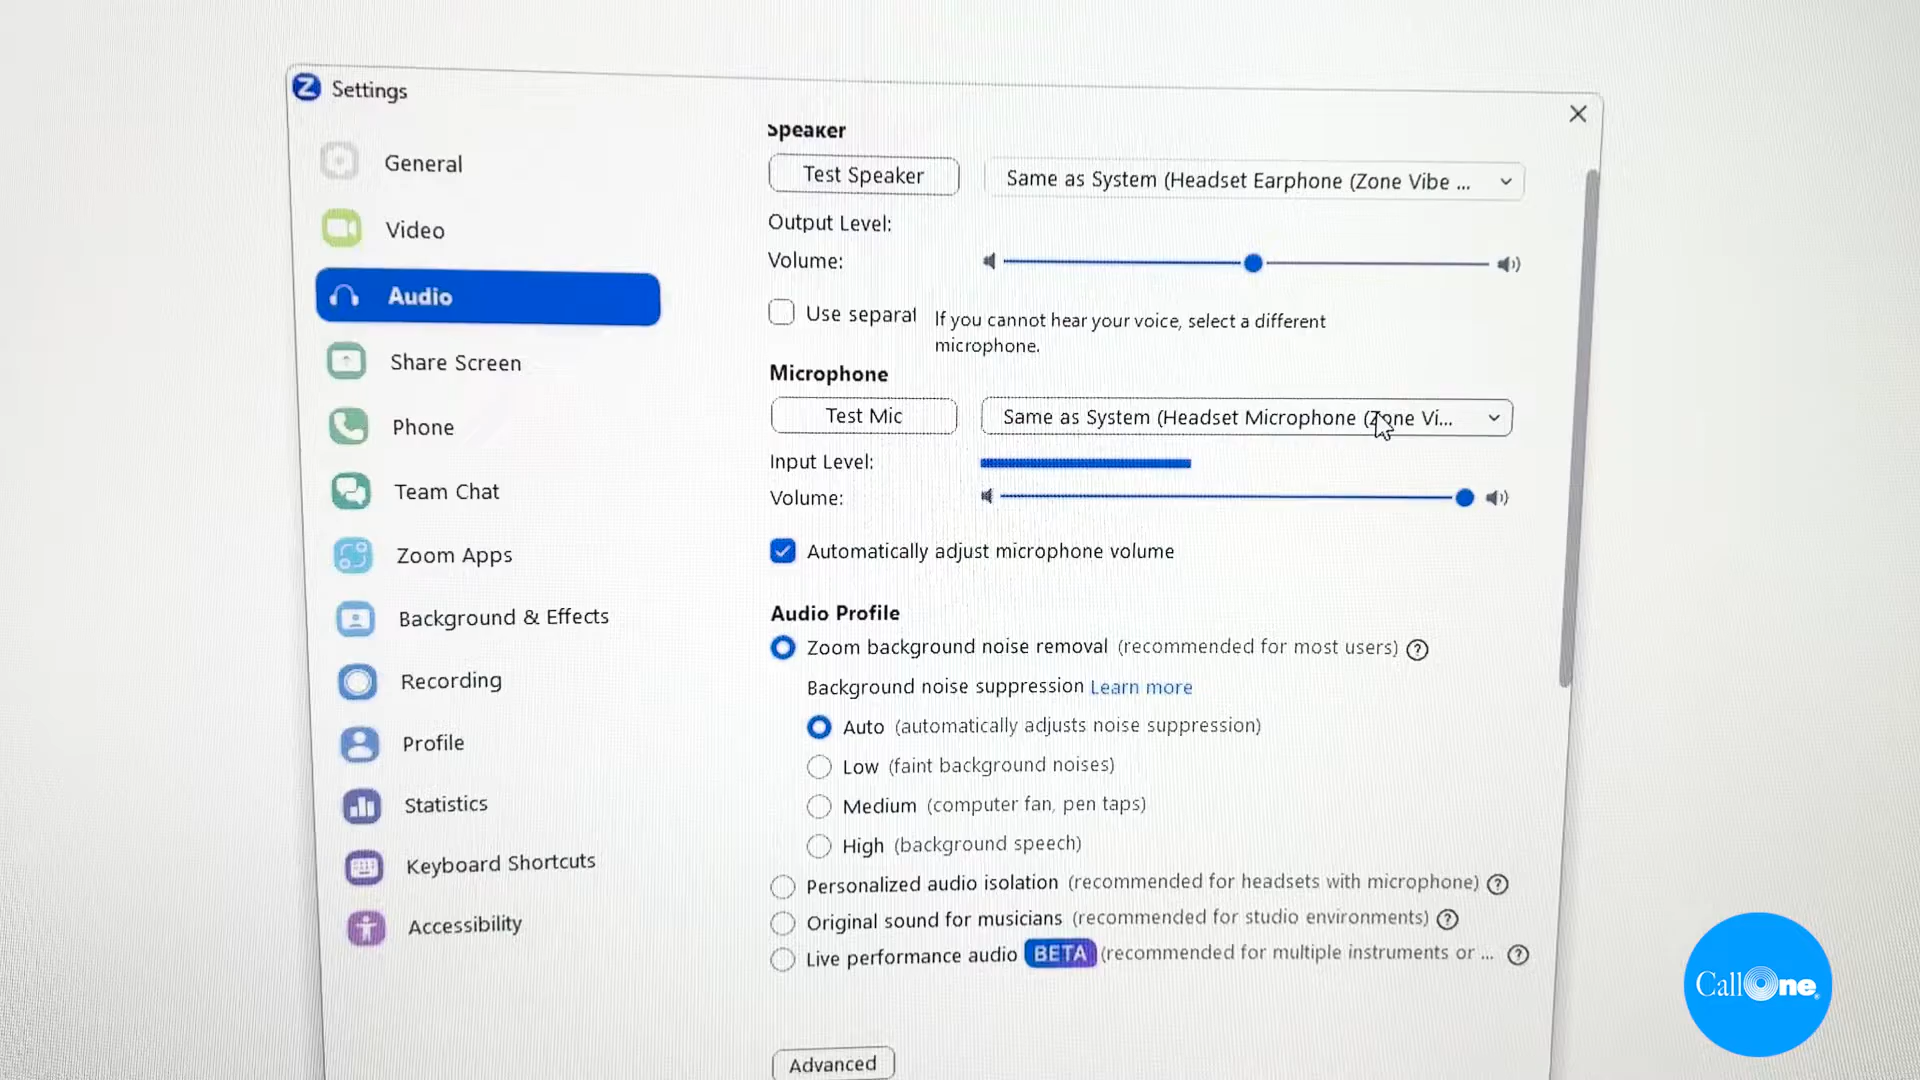 Settings
General
Video
Audio
Share Screen
Phone
Team Chat
Zoom Apps
Background & Effects
Recording
Profile
Statistics
Keyboard Shortcuts
Accessibility
Speaker
Test Speaker
Same as System (Headset Earphone (Zone Vibe ...
Output Level:
Volume:
Use separat
If you cannot hear your voice, select a different
microphone.
Microphone
Test Mic
Same as System (Headset Microphone (Zone Vi...
Input Level:
Volume:
Automatically adjust microphone volume
Audio Profile
Zoom background noise removal (recommended for most users)
Background noise suppression Learn more
Auto (automatically adjusts noise suppression)
Low (faint background noises)
Medium (computer fan, pen taps)
High (background speech)
Personalized audio isolation (recommended for headsets with microphone)
Original sound for musicians (recommended for studio environments)
Live performance audio BETA (recommended for multiple instruments or ...
Advanced
CallOne